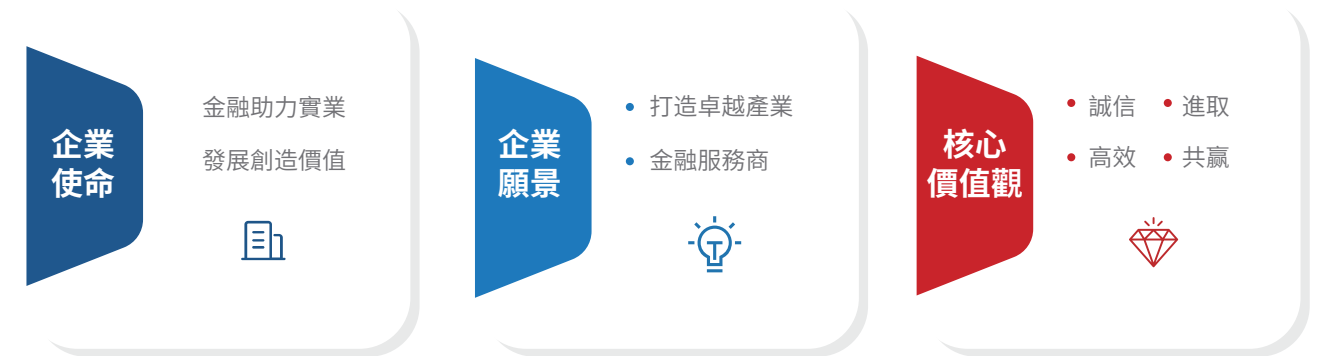 企業
使命
金融助力實業
發展創造價值
企業
願景
打造卓越產業
金融服務商
核心
價值觀
誠信 進取
高效 共赢